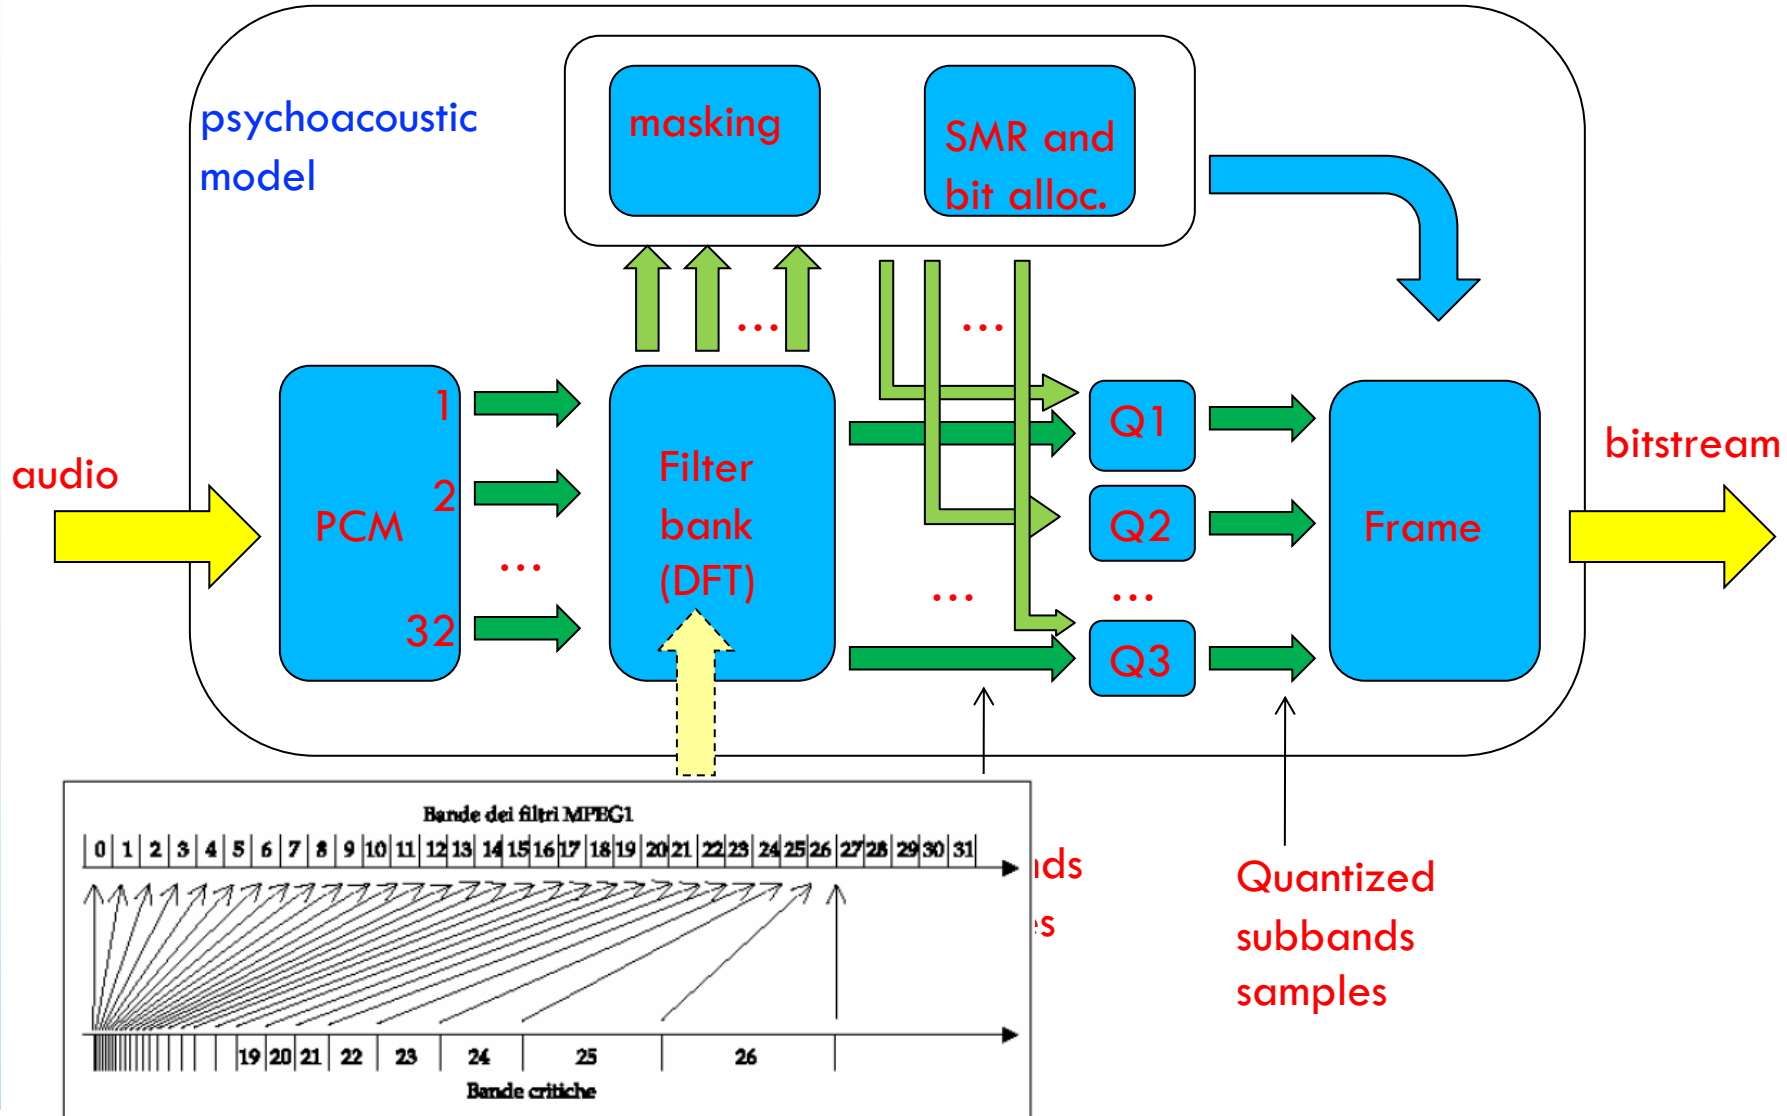 psychoacoustic
model
masking
SMR and
bit alloc.
...
...
audio
PCM
1
2
...
32
Filter
bank
(DFT)
...
Q1
Q2
...
Q3
Frame
bitstream
Bande dei filtri MPEG1
0 1 2 3 4 5 6 7 8 9 10 11 12 13 14 15 16 17 18 19 20 21 22 23 24 25 26 27 28 29 30 31
19 20 21 22 23 24 25 26
Bande critiche
Quantized
subbands
samples